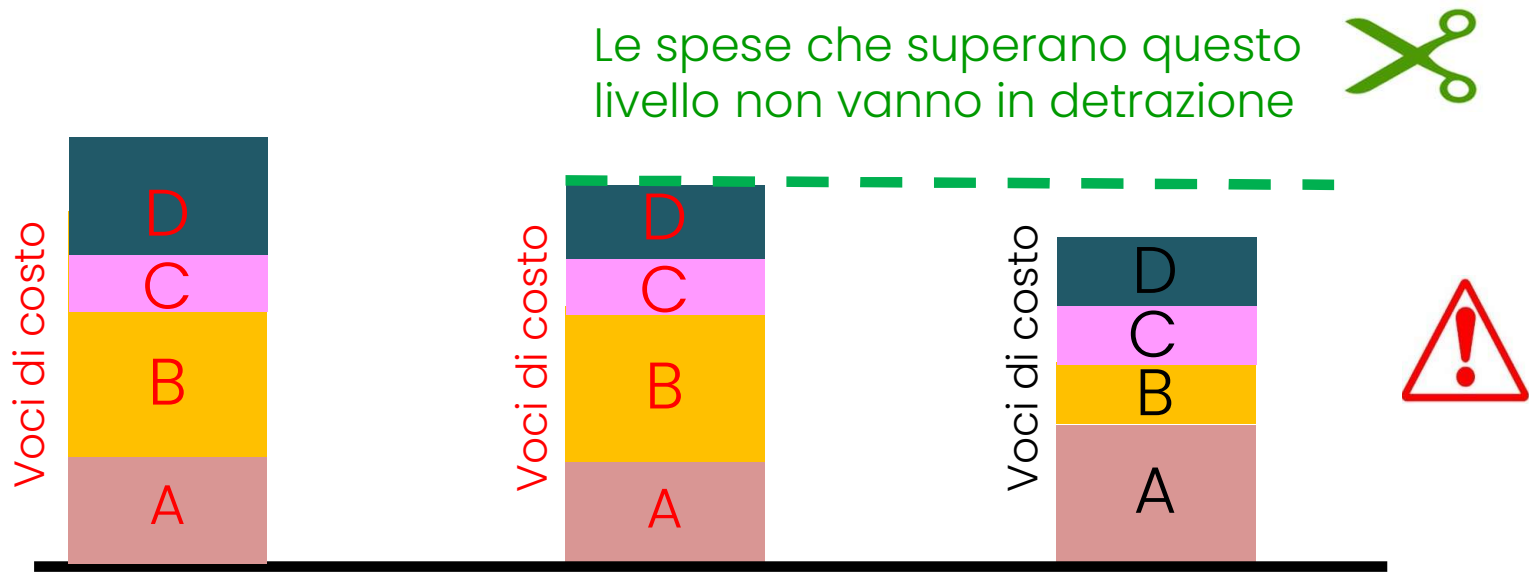 Le spese che superano questo
livello non vanno in detrazione
Voci di costo
D
C
B
A
Voci di costo
D
C
B
A
Voci di costo
D
C
B
A